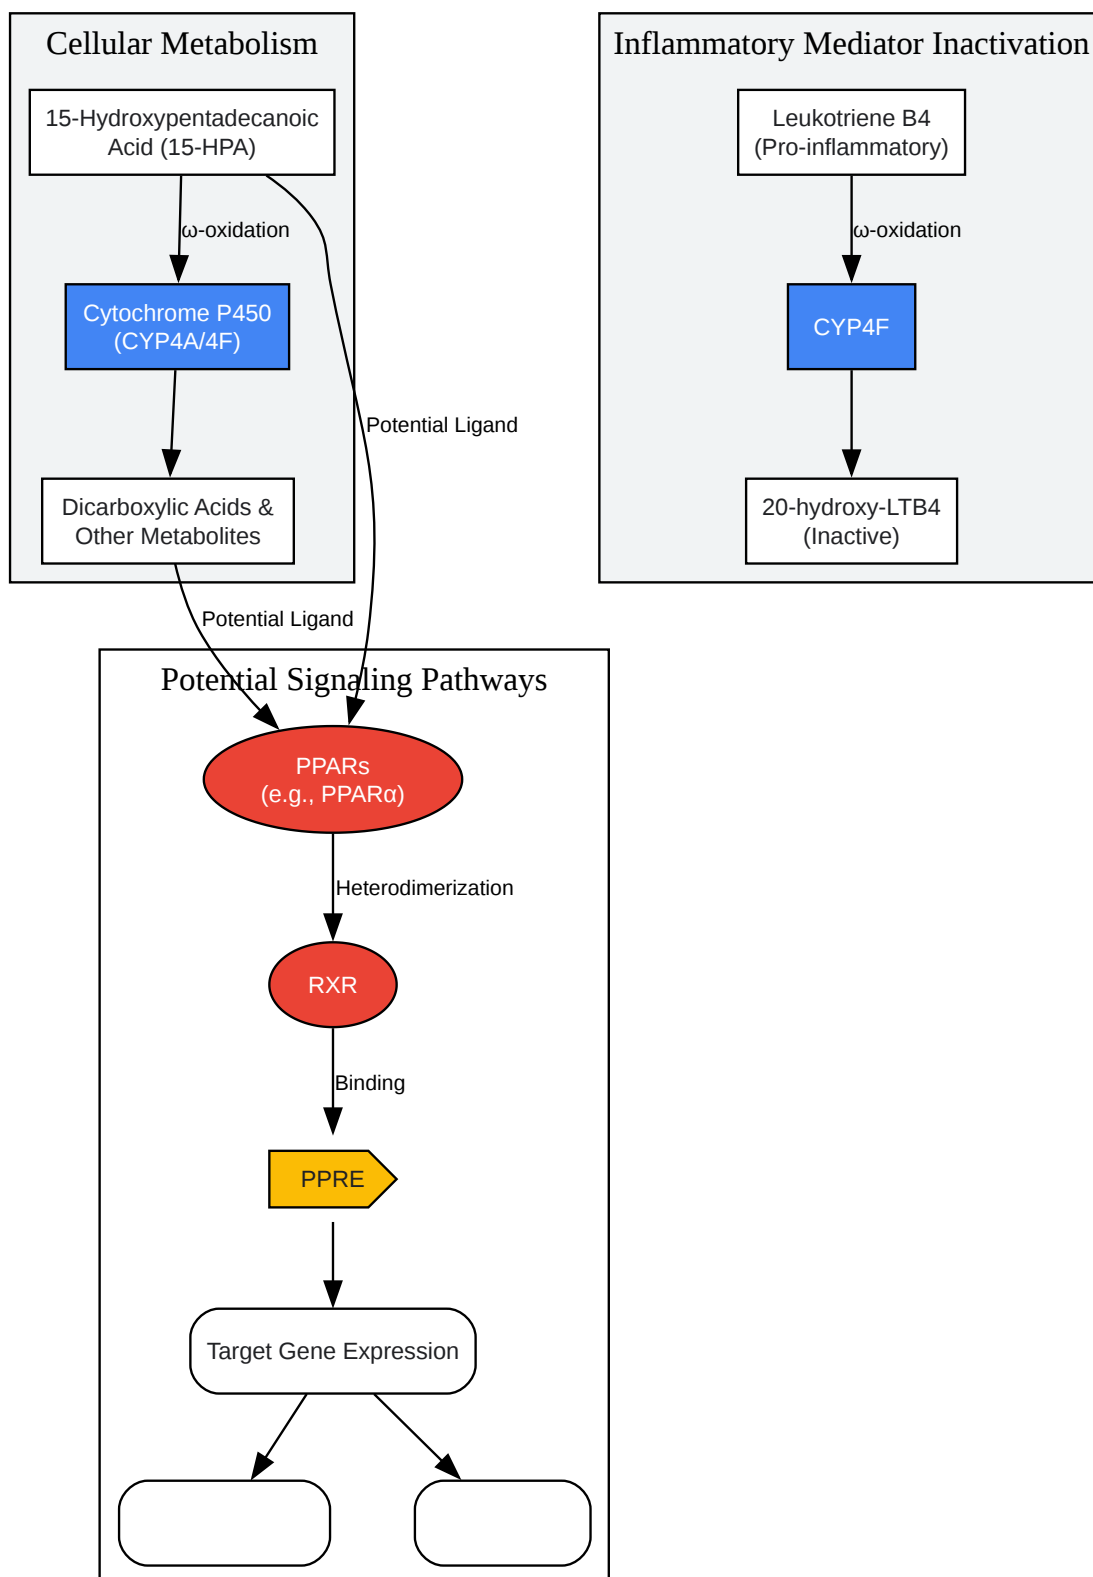 Cellular Metabolism
15-Hydroxypentadecanoic
Acid (15-HPA)
ω-oxidation
Cytochrome P450
(CYP4A/4F)
Potential Ligand
Dicarboxylic Acids &
Other Metabolites
Potential Ligand
Inflammatory Mediator Inactivation
Leukotriene B4
(Pro-inflammatory)
ω-oxidation
CYP4F
20-hydroxy-LTB4
(Inactive)
Potential Signaling Pathways
PPARs
(e.g., PPARα)
Heterodimerization
RXR
Binding
PPRE
Target Gene Expression